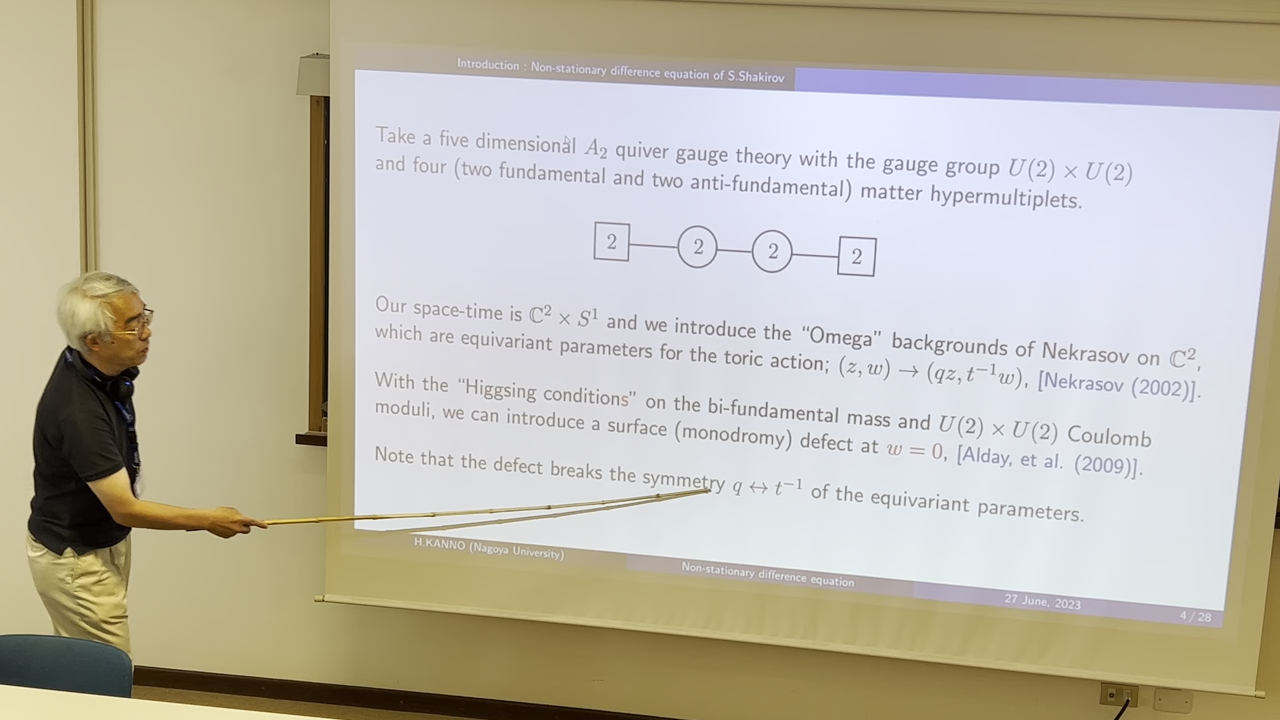 Introduction : Non-stationary difference equation of S.Shakirov
Take a five dimensional A₂ quiver gauge theory with the gauge group U(2) × U(2)
and four (two fundamental and two anti-fundamental) matter hypermultiplets.
2 2 2 2
Our space-time is ℂ² × S¹ and we introduce the “Omega” backgrounds of Nekrasov on ℂ²,
which are equivariant parameters for the toric action; (z, w) → (qz, t⁻¹w), [Nekrasov (2002)].
With the “Higgsing conditions” on the bi-fundamental mass and U(2) × U(2) Coulomb
moduli, we can introduce a surface (monodromy) defect at w = 0, [Alday, et al. (2009)].
Note that the defect breaks the symmetry q ↔ t⁻¹ of the equivariant parameters.
H.KANNO (Nagoya University)
Non-stationary difference equation
27 June, 2023
4 / 28